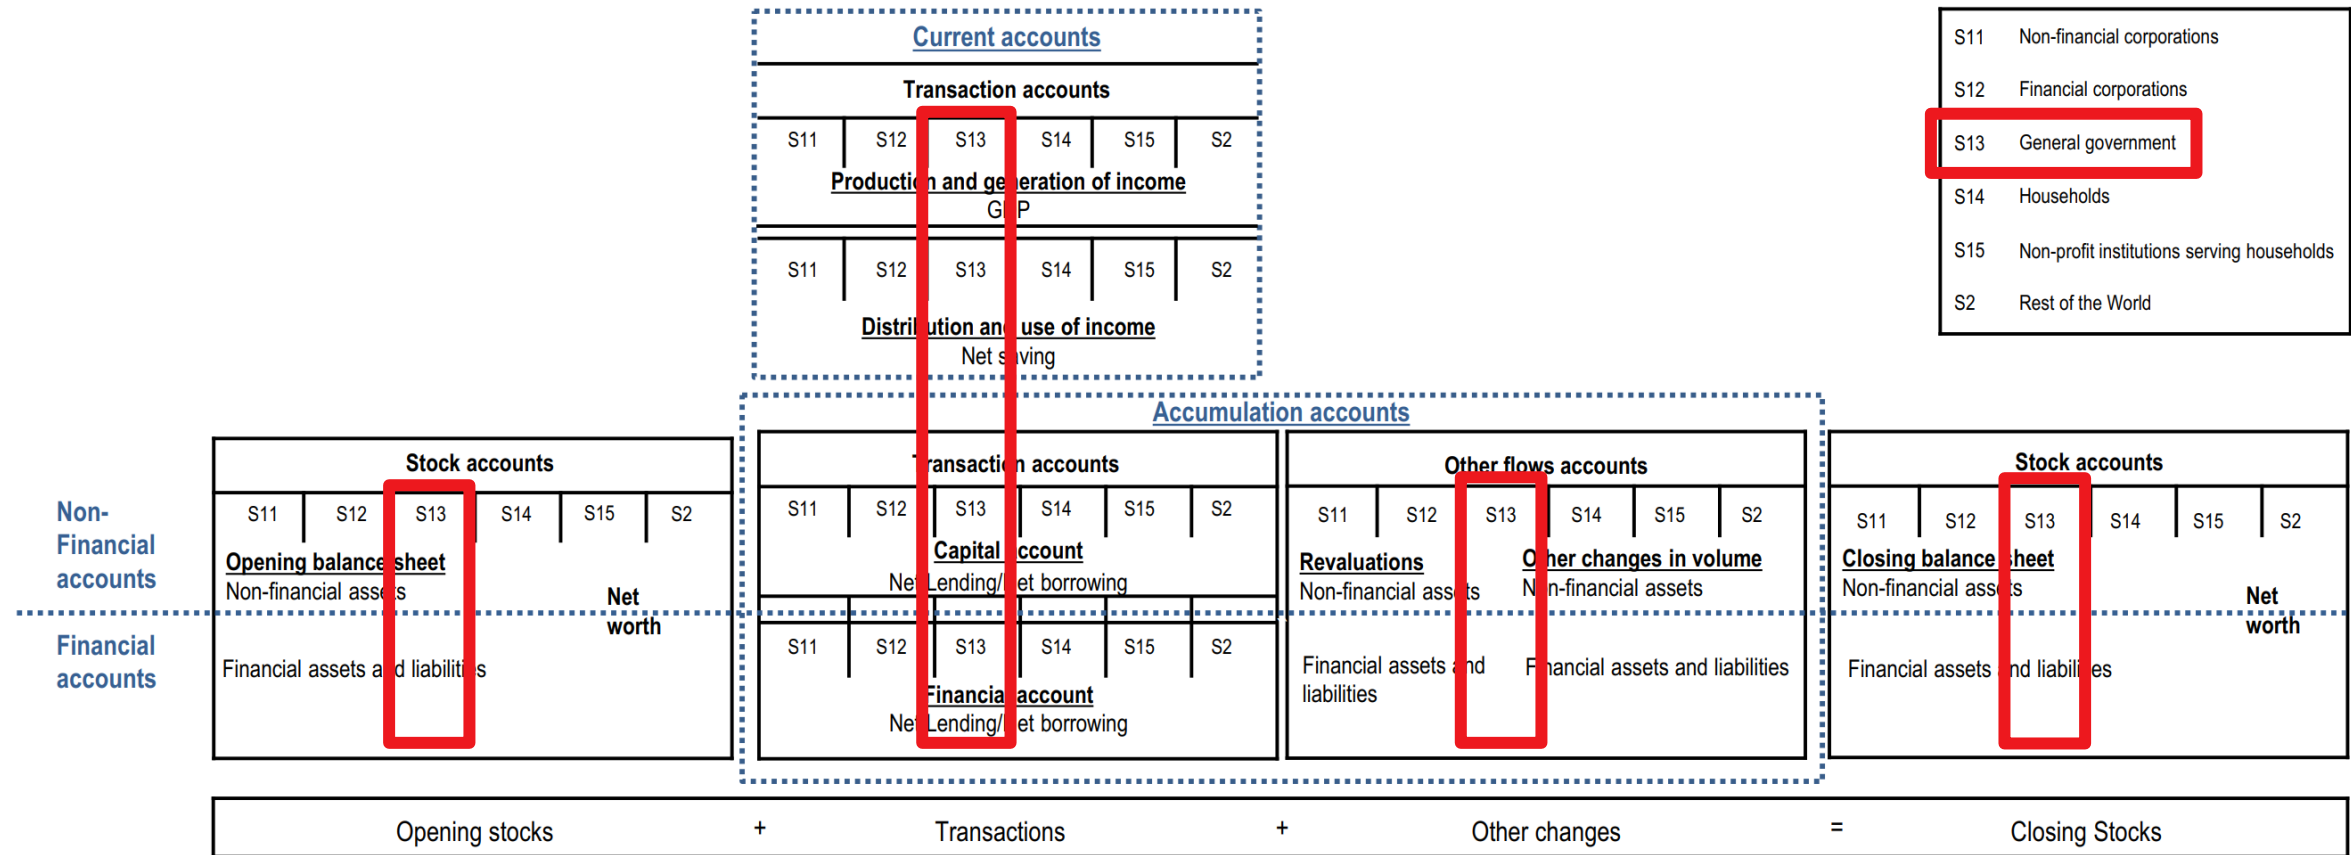 Current accounts
Transaction accounts
S11 S12 S13 S14 S15 S2
Production and generation of income
GDP
S11 S12 S13 S14 S15 S2
Distribution and use of income
Net saving
S11 Non-financial corporations
S12 Financial corporations
S13 General government
S14 Households
S15 Non-profit institutions serving households
S2 Rest of the World
Accumulation accounts
Non-
Financial
accounts
Financial
accounts
Stock accounts
S11 S12 S13 S14 S15 S2
Opening balance sheet
Non-financial assets
Net
worth
Financial assets and liabilities
Transaction accounts
S11 S12 S13 S14 S15 S2
Capital account
Net Lending/Net borrowing
S11 S12 S13 S14 S15 S2
Financial account
Net Lending/Net borrowing
Other flows accounts
S11 S12 S13 S14 S15 S2
Revaluations
Non-financial assets
Other changes in volume
Non-financial assets
Financial assets and
liabilities
Financial assets and liabilities
Stock accounts
S11 S12 S13 S14 S15 S2
Closing balance sheet
Non-financial assets
Net
worth
Financial assets and liabilities
Opening stocks + Transactions + Other changes = Closing Stocks